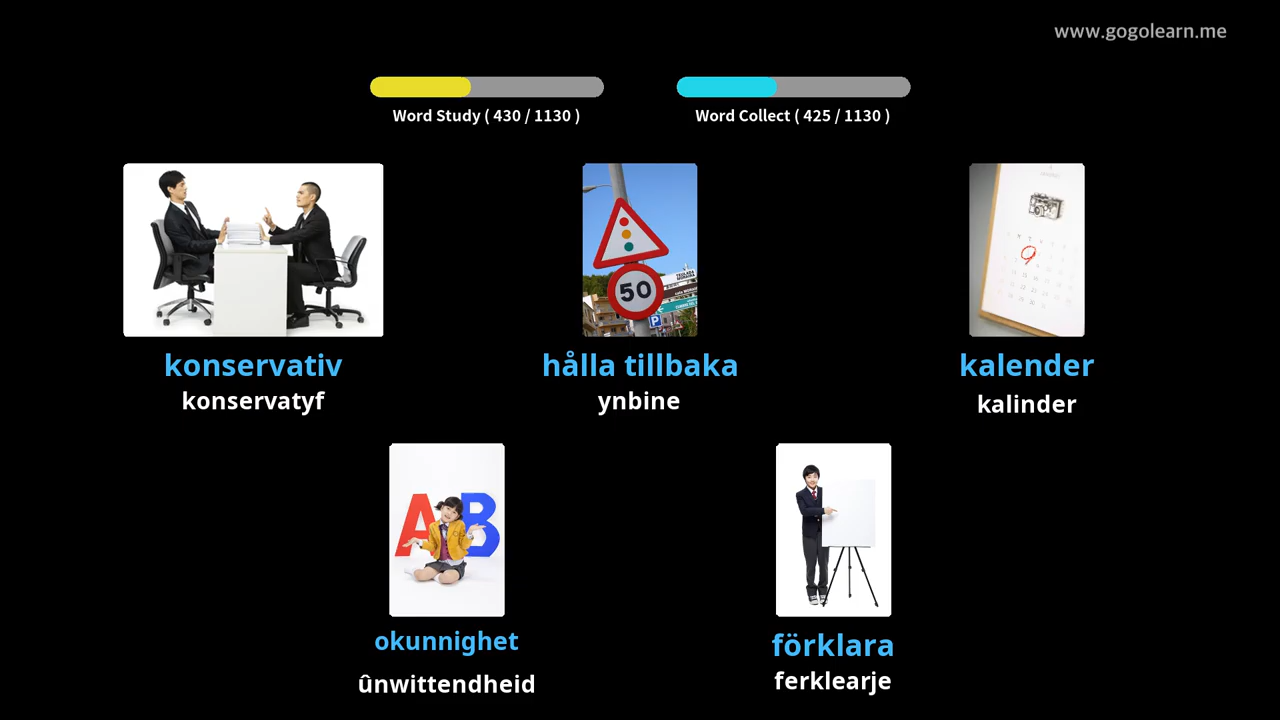 www.gogolearn.me
Word Study ( 430 / 1130 )
Word Collect ( 425 / 1130 )
50
P
konservativ
hålla tillbaka
kalender
konservatyf
ynbine
kalinder
A B
okunnighet
förklara
ûnwittendheid
ferklearje